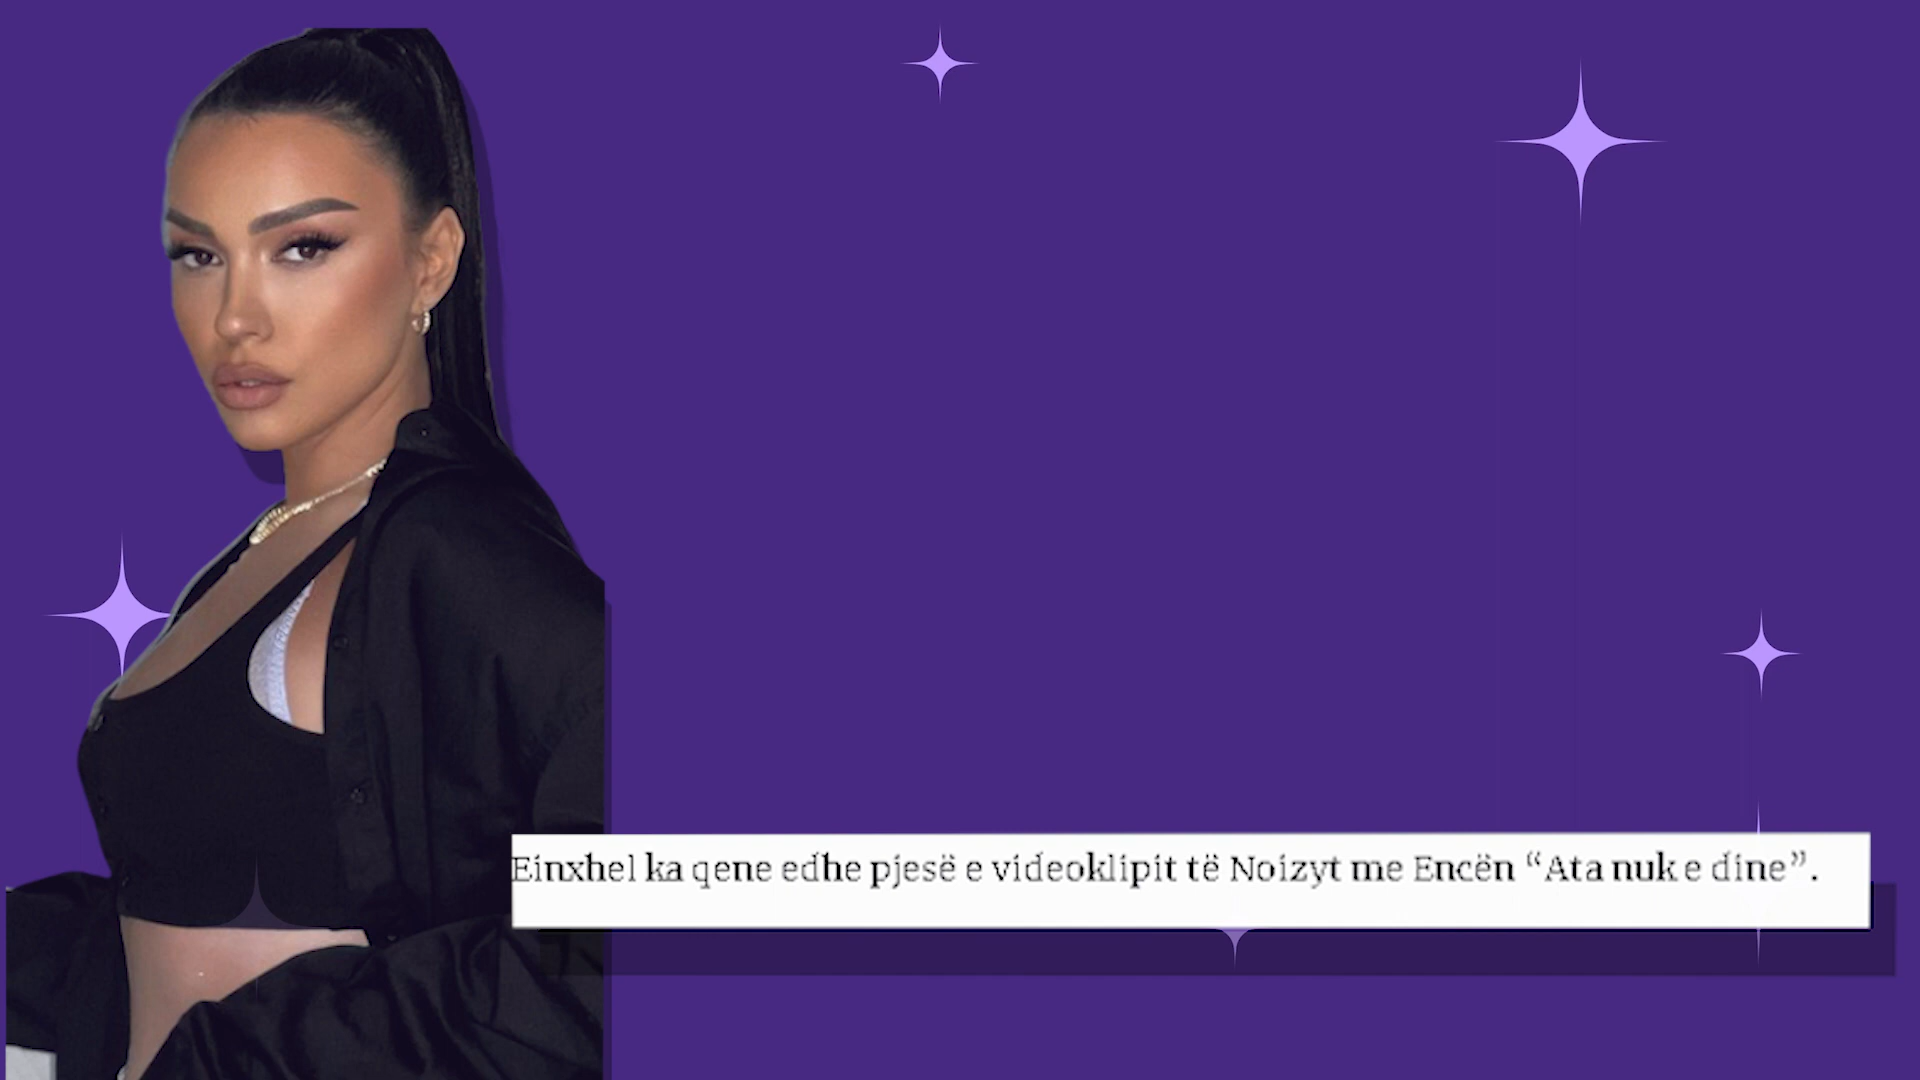 Einxhel ka qene edhe pjesë e videoklipit të Noizyt me Encën “Ata nuk e dine”.